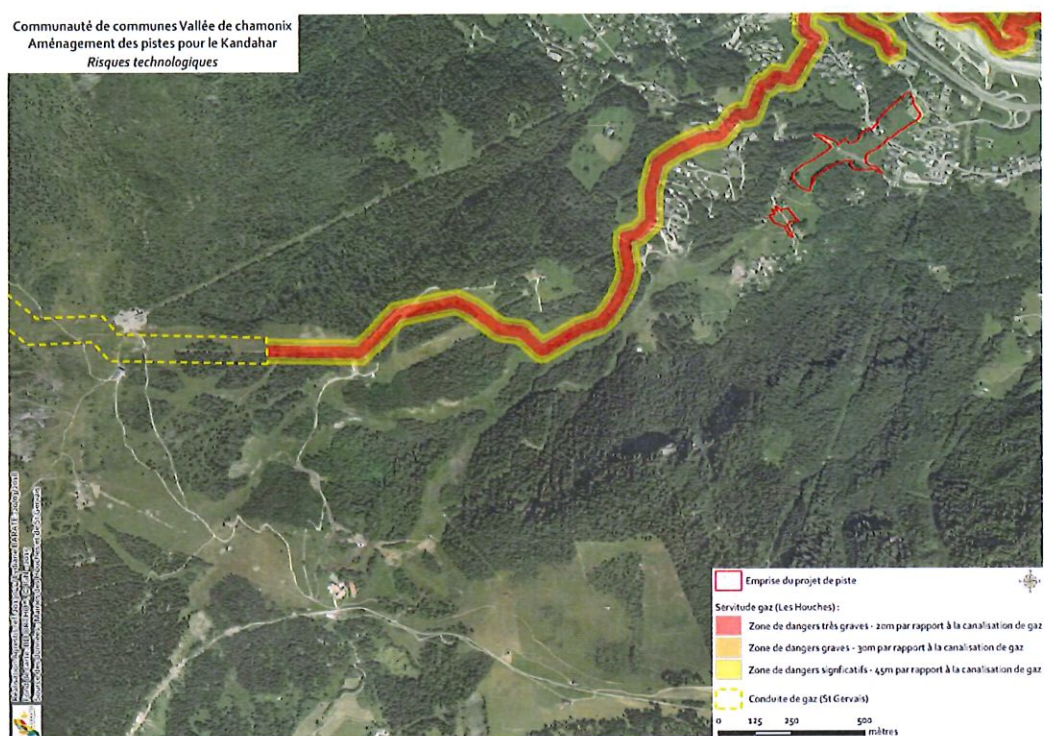 Communauté de communes Vallée de chamonix
Aménagement des pistes pour le Kandahar
Risques technologiques
Emprise du projet de piste
Servitude gaz (Les Houches) :
Zone de dangers très graves - 20m par rapport à la canalisation de gaz
Zone de dangers graves - 30m par rapport à la canalisation de gaz
Zone de dangers signficatifs - 45m par rapport à la canalisation de gaz
Conduite de gaz (St Gervais)
0 125 250 500
mètres